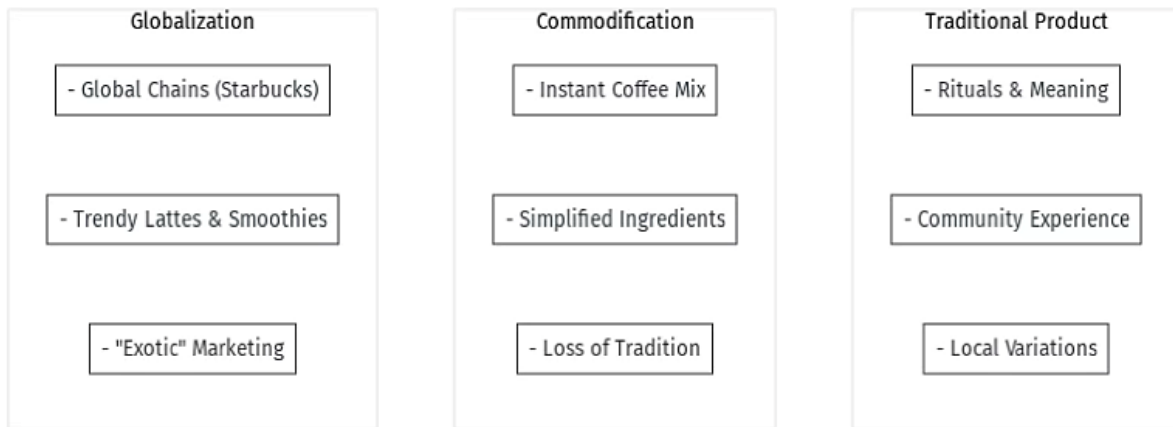 Globalization
- Global Chains (Starbucks)
- Trendy Lattes & Smoothies
- "Exotic" Marketing
Commodification
- Instant Coffee Mix
- Simplified Ingredients
- Loss of Tradition
Traditional Product
- Rituals & Meaning
- Community Experience
- Local Variations